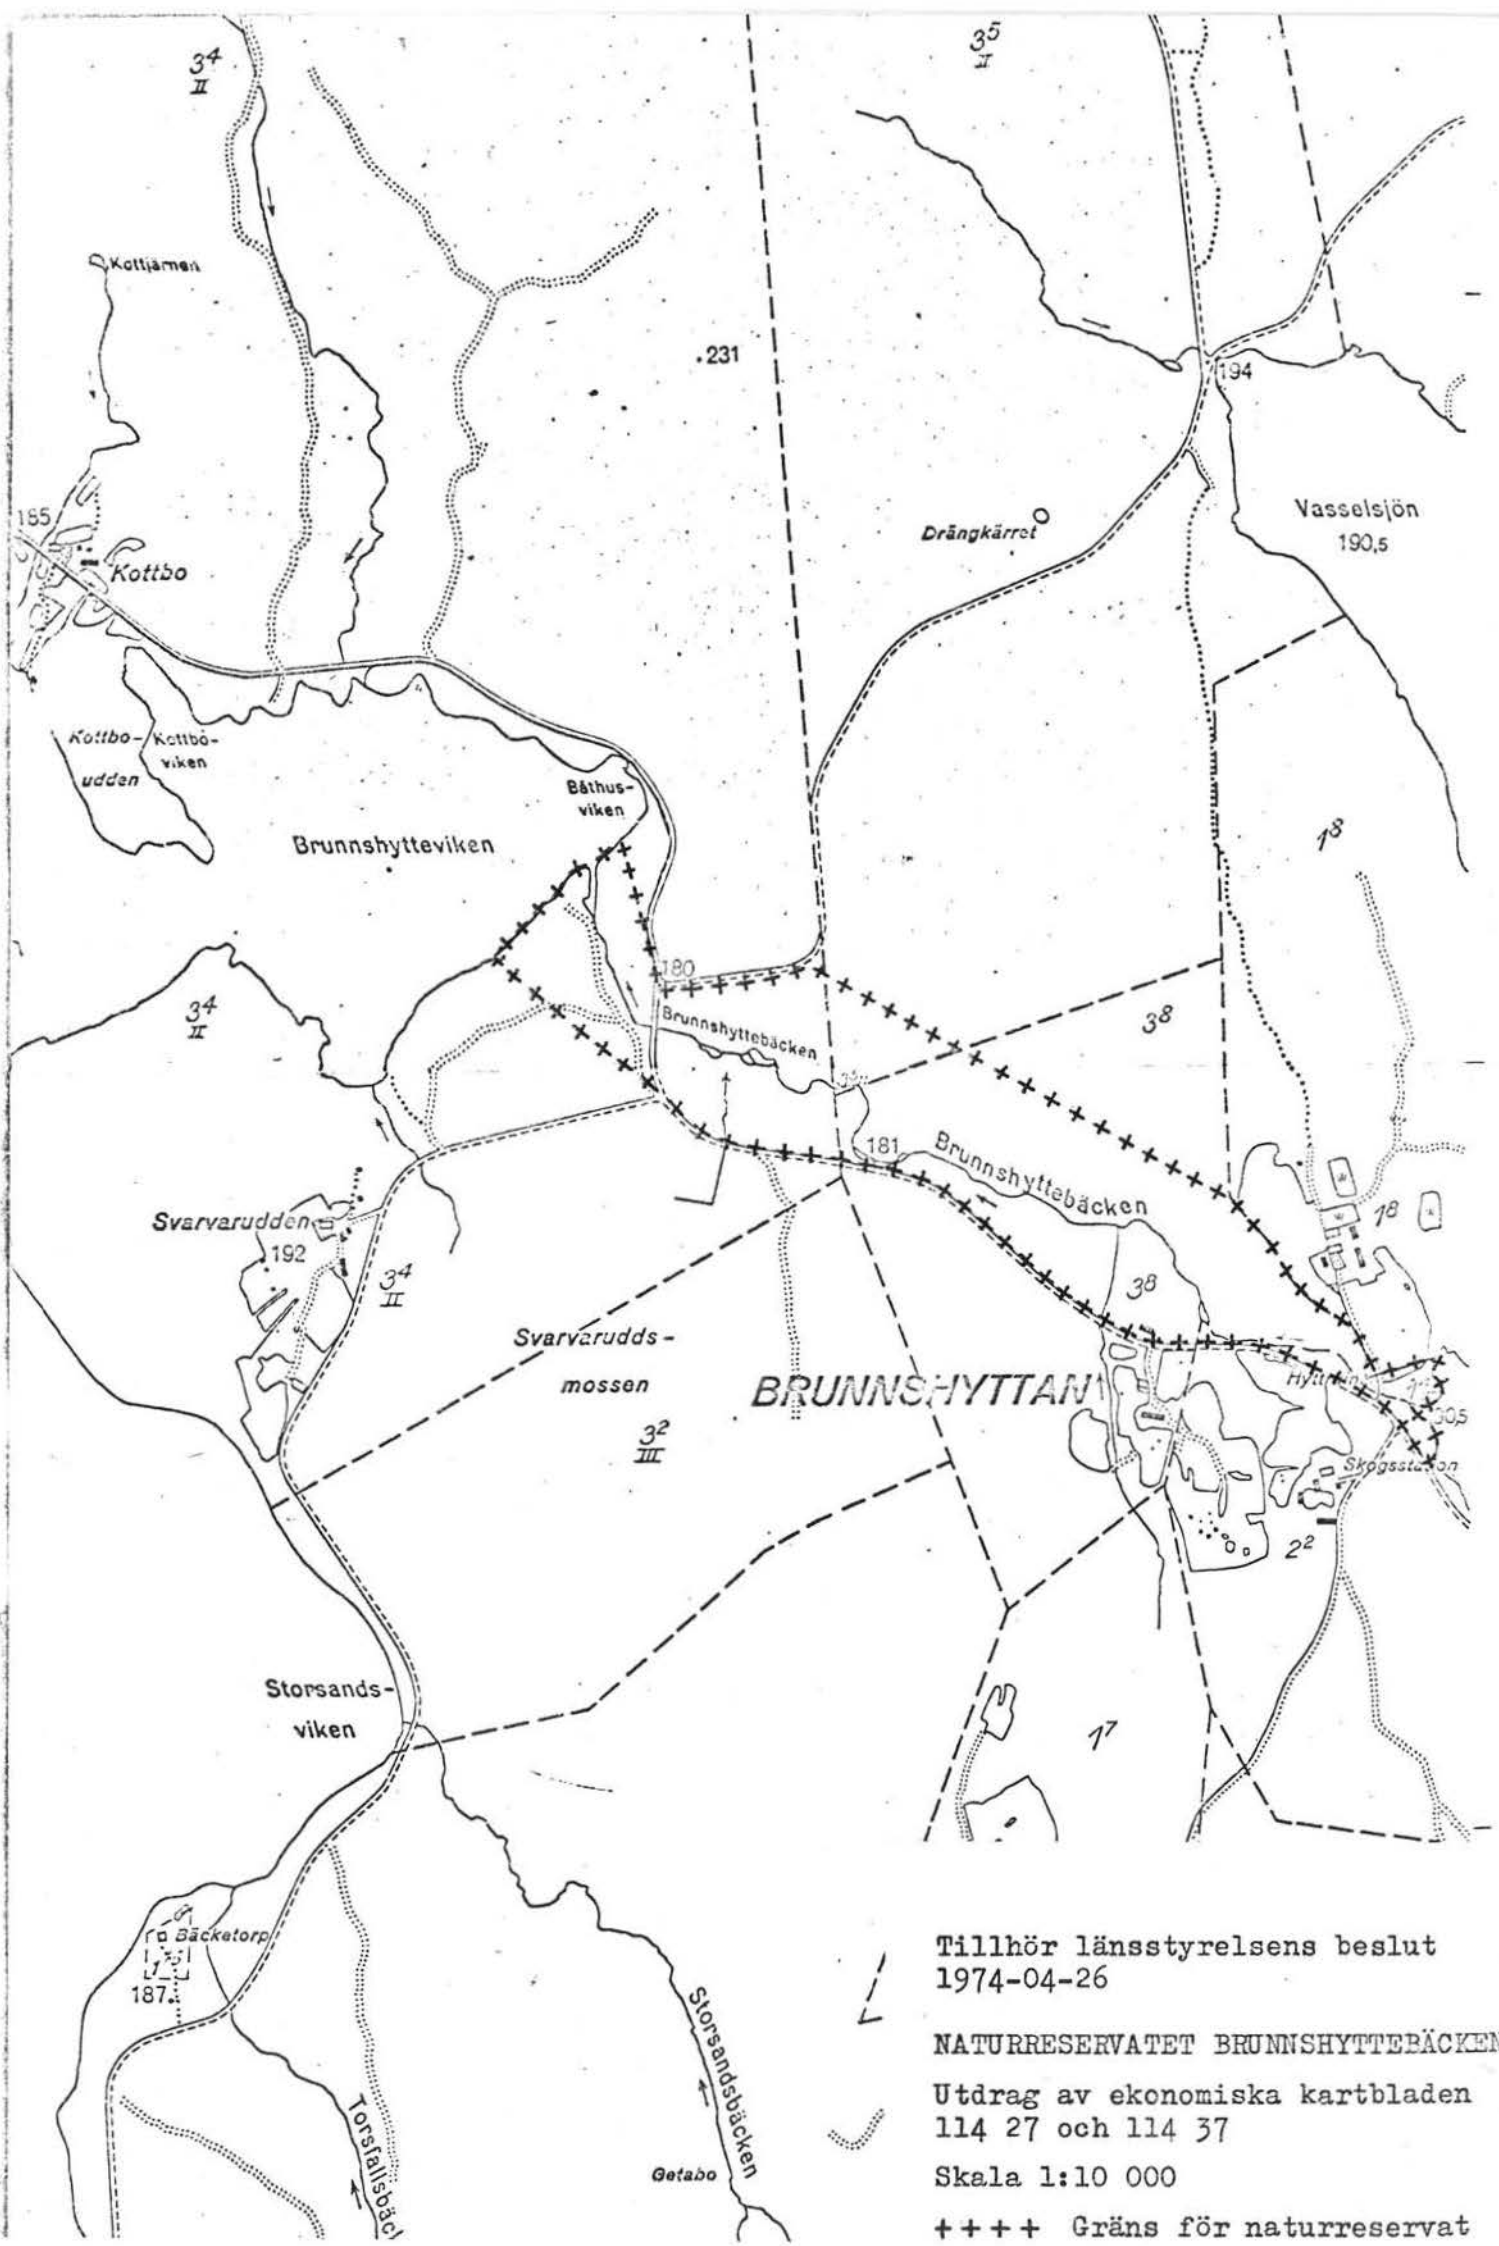 3⁴
II
3⁵
II
Kottjärnen
.231
194
185
Kottbo
Drängkärret
Vasselsjön
190,5
Kottbo-
udden
Kottbo-
viken
Båthus-
viken
Brunnshytteviken
1⁸
180
3⁴
II
Brunnshyttebäcken
3⁸
181
Brunnshyttebäcken
1⁸
Svarvarudden
192
3⁴
II
3⁸
Svarvarudds-
mossen
BRUNNSHYTTAN
3²
III
Skogsstation
2²
Storsands-
viken
1⁷
Bäcketorp
187.
Storsandsbäcken
Torsfallsbäck
Getabo
Tillhör länsstyrelsens beslut
1974-04-26
NATURRESERVATET BRUNNSHYTTEBÄCKEN
Utdrag av ekonomiska kartbladen
114 27 och 114 37
Skala 1:10 000
++++ Gräns för naturreservat